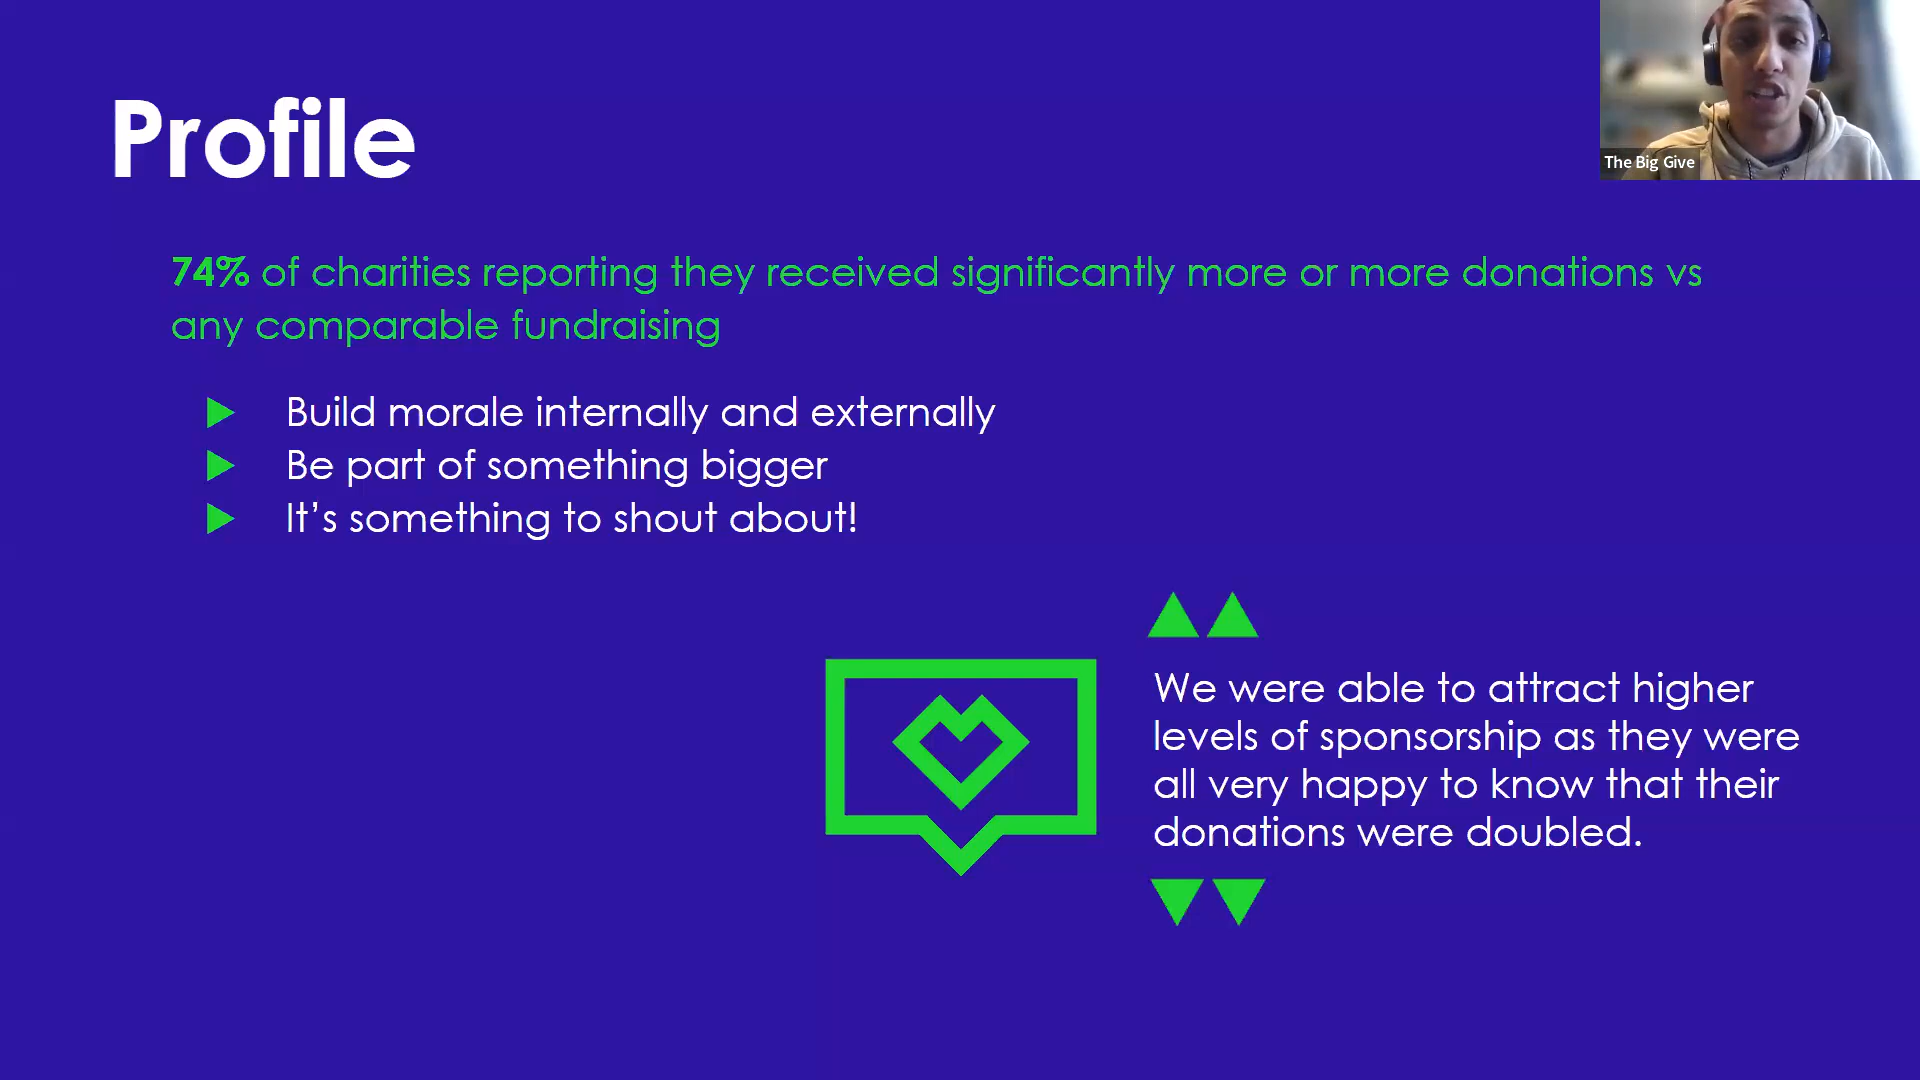 Profile
The Big Give
74% of charities reporting they received significantly more or more donations vs
any comparable fundraising
Build morale internally and externally
Be part of something bigger
It’s something to shout about!
We were able to attract higher
levels of sponsorship as they were
all very happy to know that their
donations were doubled.